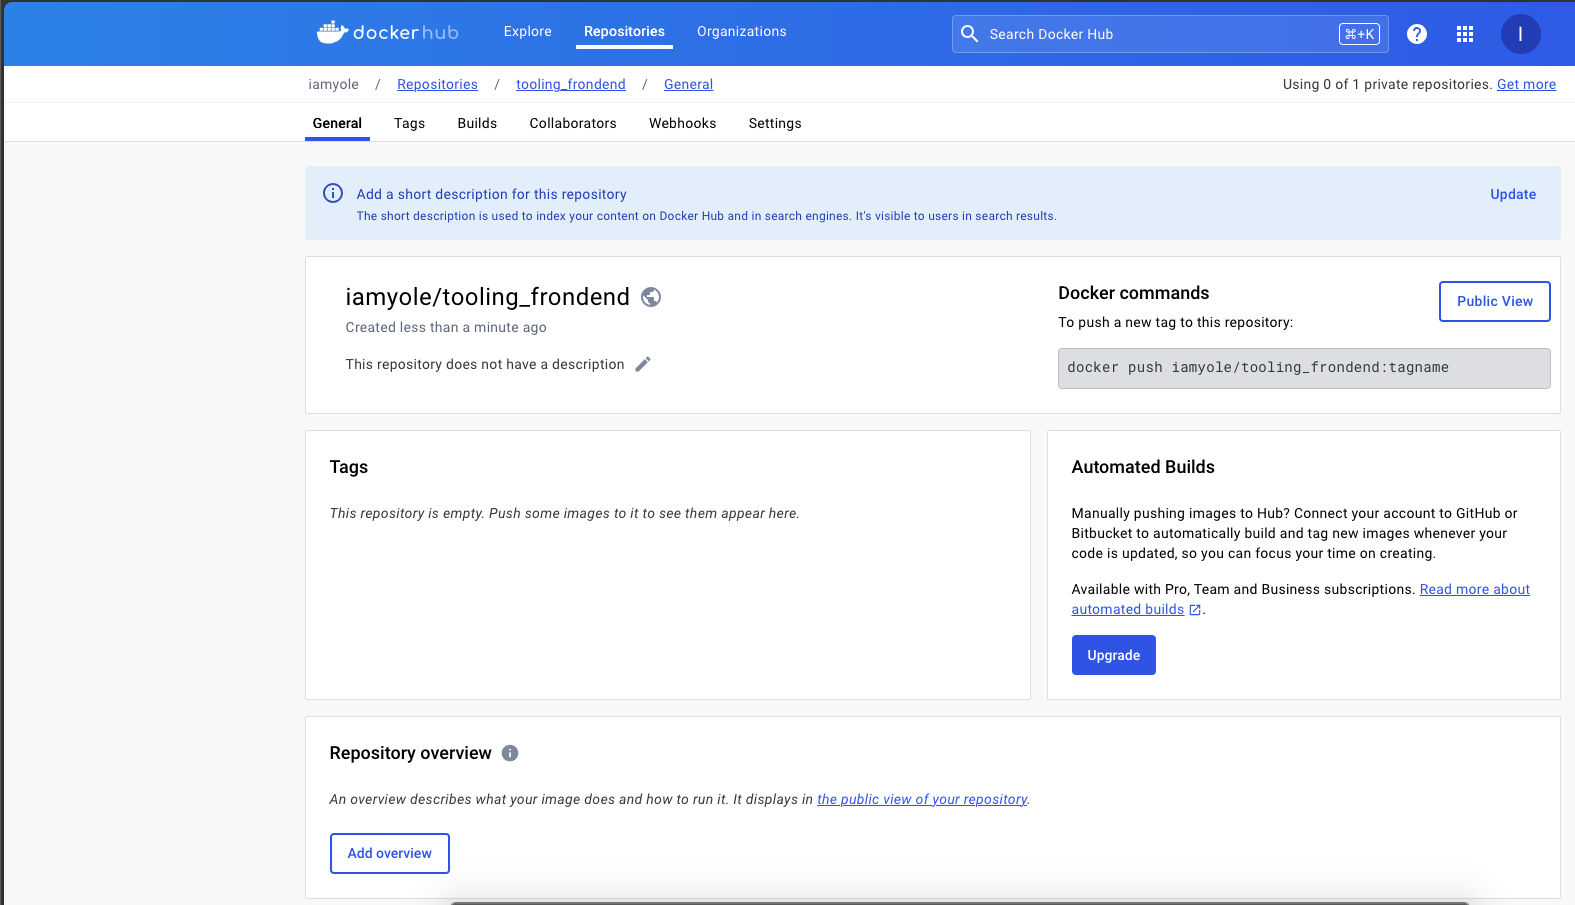 dockerhub Explore Repositories Organizations Search Docker Hub ⌘+K ? I
iamyole / Repositories / tooling_frondend / General Using 0 of 1 private repositories. Get more
General Tags Builds Collaborators Webhooks Settings
Add a short description for this repository Update
The short description is used to index your content on Docker Hub and in search engines. It's visible to users in search results.
iamyole/tooling_frondend
Created less than a minute ago
This repository does not have a description
Docker commands Public View
To push a new tag to this repository:
docker push iamyole/tooling_frondend:tagname
Tags
This repository is empty. Push some images to it to see them appear here.
Automated Builds
Manually pushing images to Hub? Connect your account to GitHub or
Bitbucket to automatically build and tag new images whenever your
code is updated, so you can focus your time on creating.
Available with Pro, Team and Business subscriptions. Read more about
automated builds .
Upgrade
Repository overview
An overview describes what your image does and how to run it. It displays in the public view of your repository.
Add overview